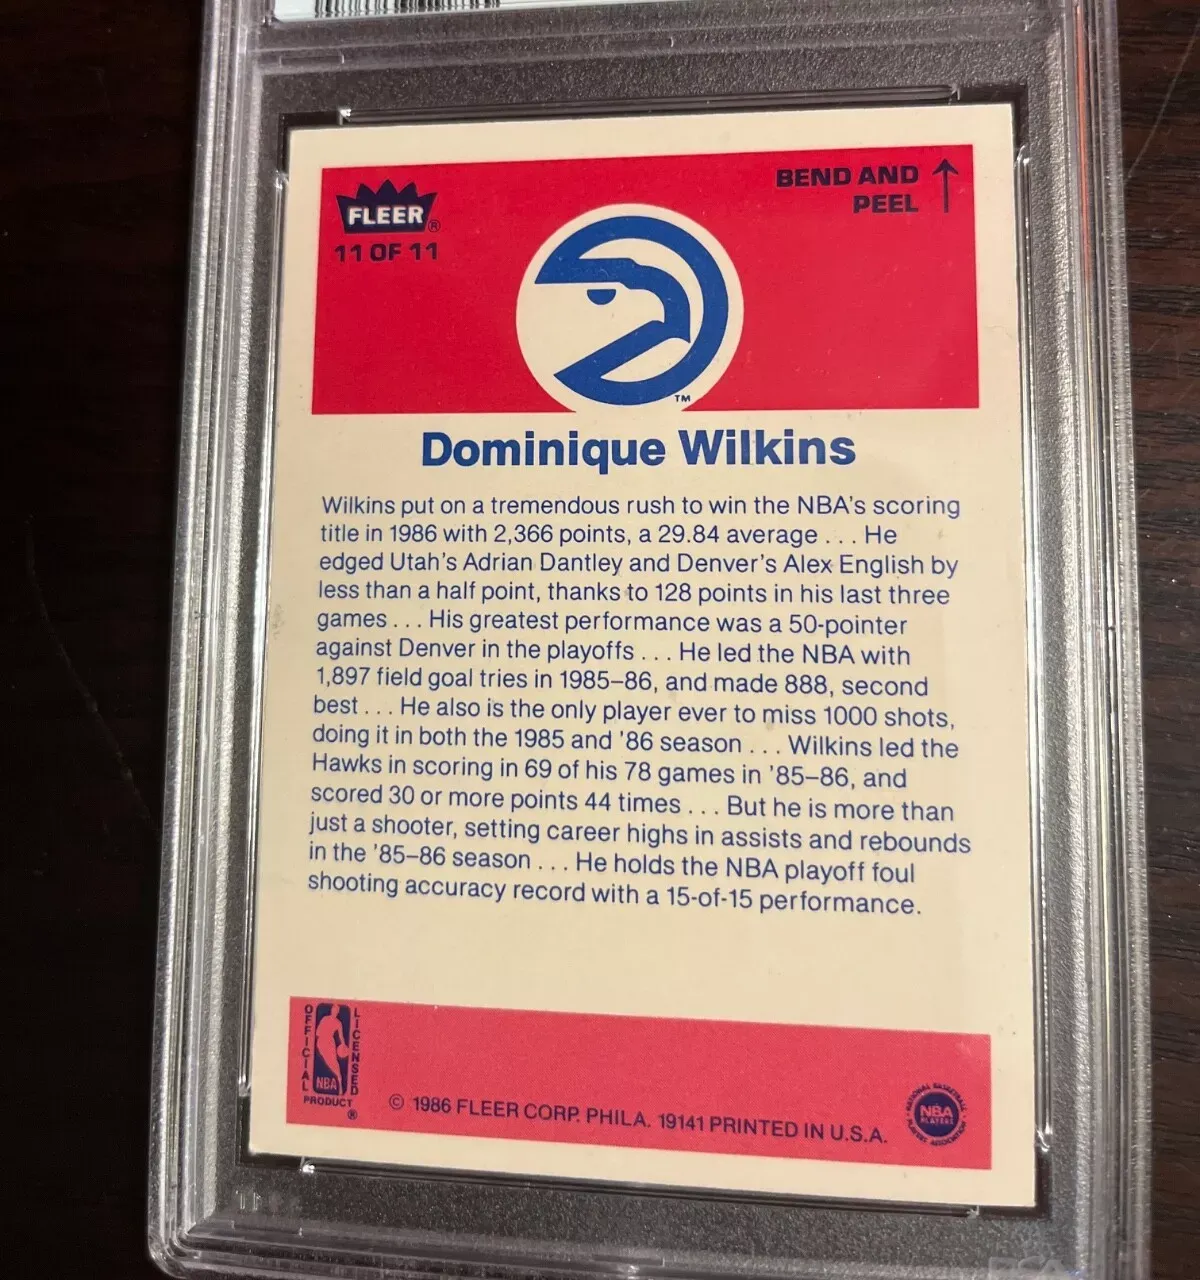 FLEER®
11 OF 11
BEND AND
PEEL
TM
Dominique Wilkins
Wilkins put on a tremendous rush to win the NBA's scoring
title in 1986 with 2,366 points, a 29.84 average . . . He
edged Utah's Adrian Dantley and Denver's Alex English by
less than a half point, thanks to 128 points in his last three
games . . . His greatest performance was a 50-pointer
against Denver in the playoffs . . . He led the NBA with
1,897 field goal tries in 1985–86, and made 888, second
best . . . He also is the only player ever to miss 1000 shots,
doing it in both the 1985 and '86 season . . . Wilkins led the
Hawks in scoring in 69 of his 78 games in '85–86, and
scored 30 or more points 44 times . . . But he is more than
just a shooter, setting career highs in assists and rebounds
in the '85–86 season . . . He holds the NBA playoff foul
shooting accuracy record with a 15-of-15 performance.
OFFICIAL
LICENSED
NBA
PRODUCT
®
© 1986 FLEER CORP. PHILA. 19141 PRINTED IN U.S.A.
NATIONAL BASKETBALL
NBA
PLAYERS
PLAYERS ASSOCIATION
PSA